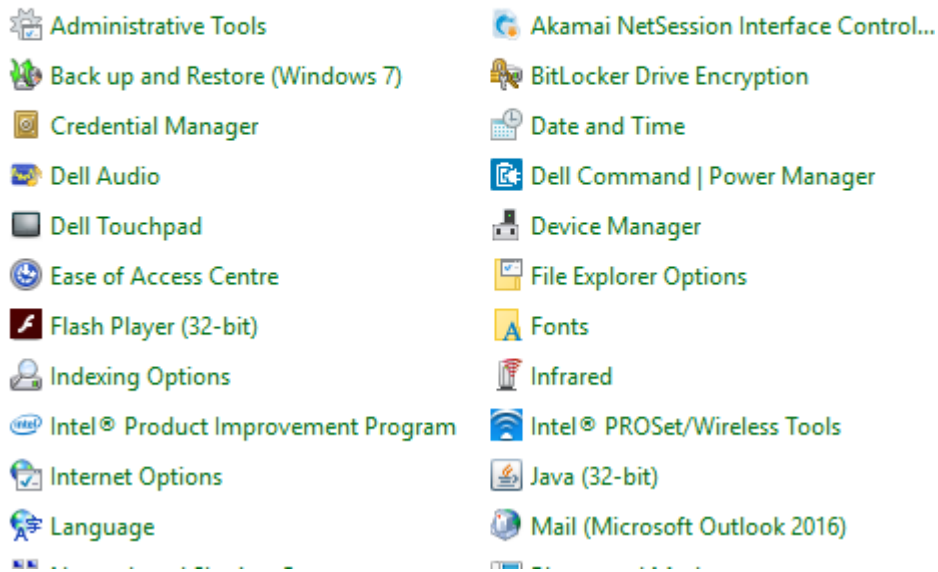 Administrative Tools
Akamai NetSession Interface Control...
Back up and Restore (Windows 7)
BitLocker Drive Encryption
Credential Manager
Date and Time
Dell Audio
Dell Command | Power Manager
Dell Touchpad
Device Manager
Ease of Access Centre
File Explorer Options
Flash Player (32-bit)
Fonts
Indexing Options
Infrared
Intel® Product Improvement Program
Intel® PROSet/Wireless Tools
Internet Options
Java (32-bit)
Language
Mail (Microsoft Outlook 2016)